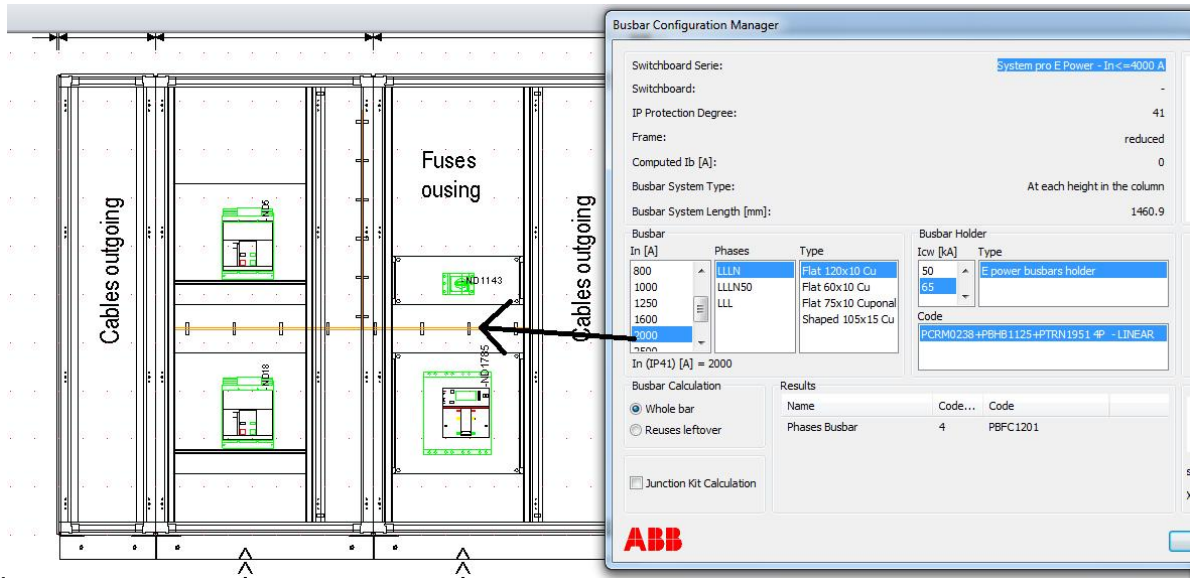 Cables outgoing
-ND6
-ND18
Fuses
ousing
ND1143
-ND1785
Cables outgoing
Busbar Configuration Manager
Switchboard Serie: System pro E Power - In<=4000 A
Switchboard: -
IP Protection Degree: 41
Frame: reduced
Computed Ib [A]: 0
Busbar System Type: At each height in the column
Busbar System Length [mm]: 1460.9
Busbar
In [A] Phases Type
800 LLLN Flat 120x10 Cu
1000 LLLN50 Flat 60x10 Cu
1250 LLL Flat 75x10 Cuponal
1600 Shaped 105x15 Cu
2000
2500
In (IP41) [A] = 2000
Busbar Holder
Icw [kA] Type
50 E power busbars holder
65
Code
PCRM0238+PBHB1125+PTRN1951 4P -LINEAR
Busbar Calculation
Whole bar
Reuses leftover
Junction Kit Calculation
Results
Name Code... Code
Phases Busbar 4 PBFC1201
ABB